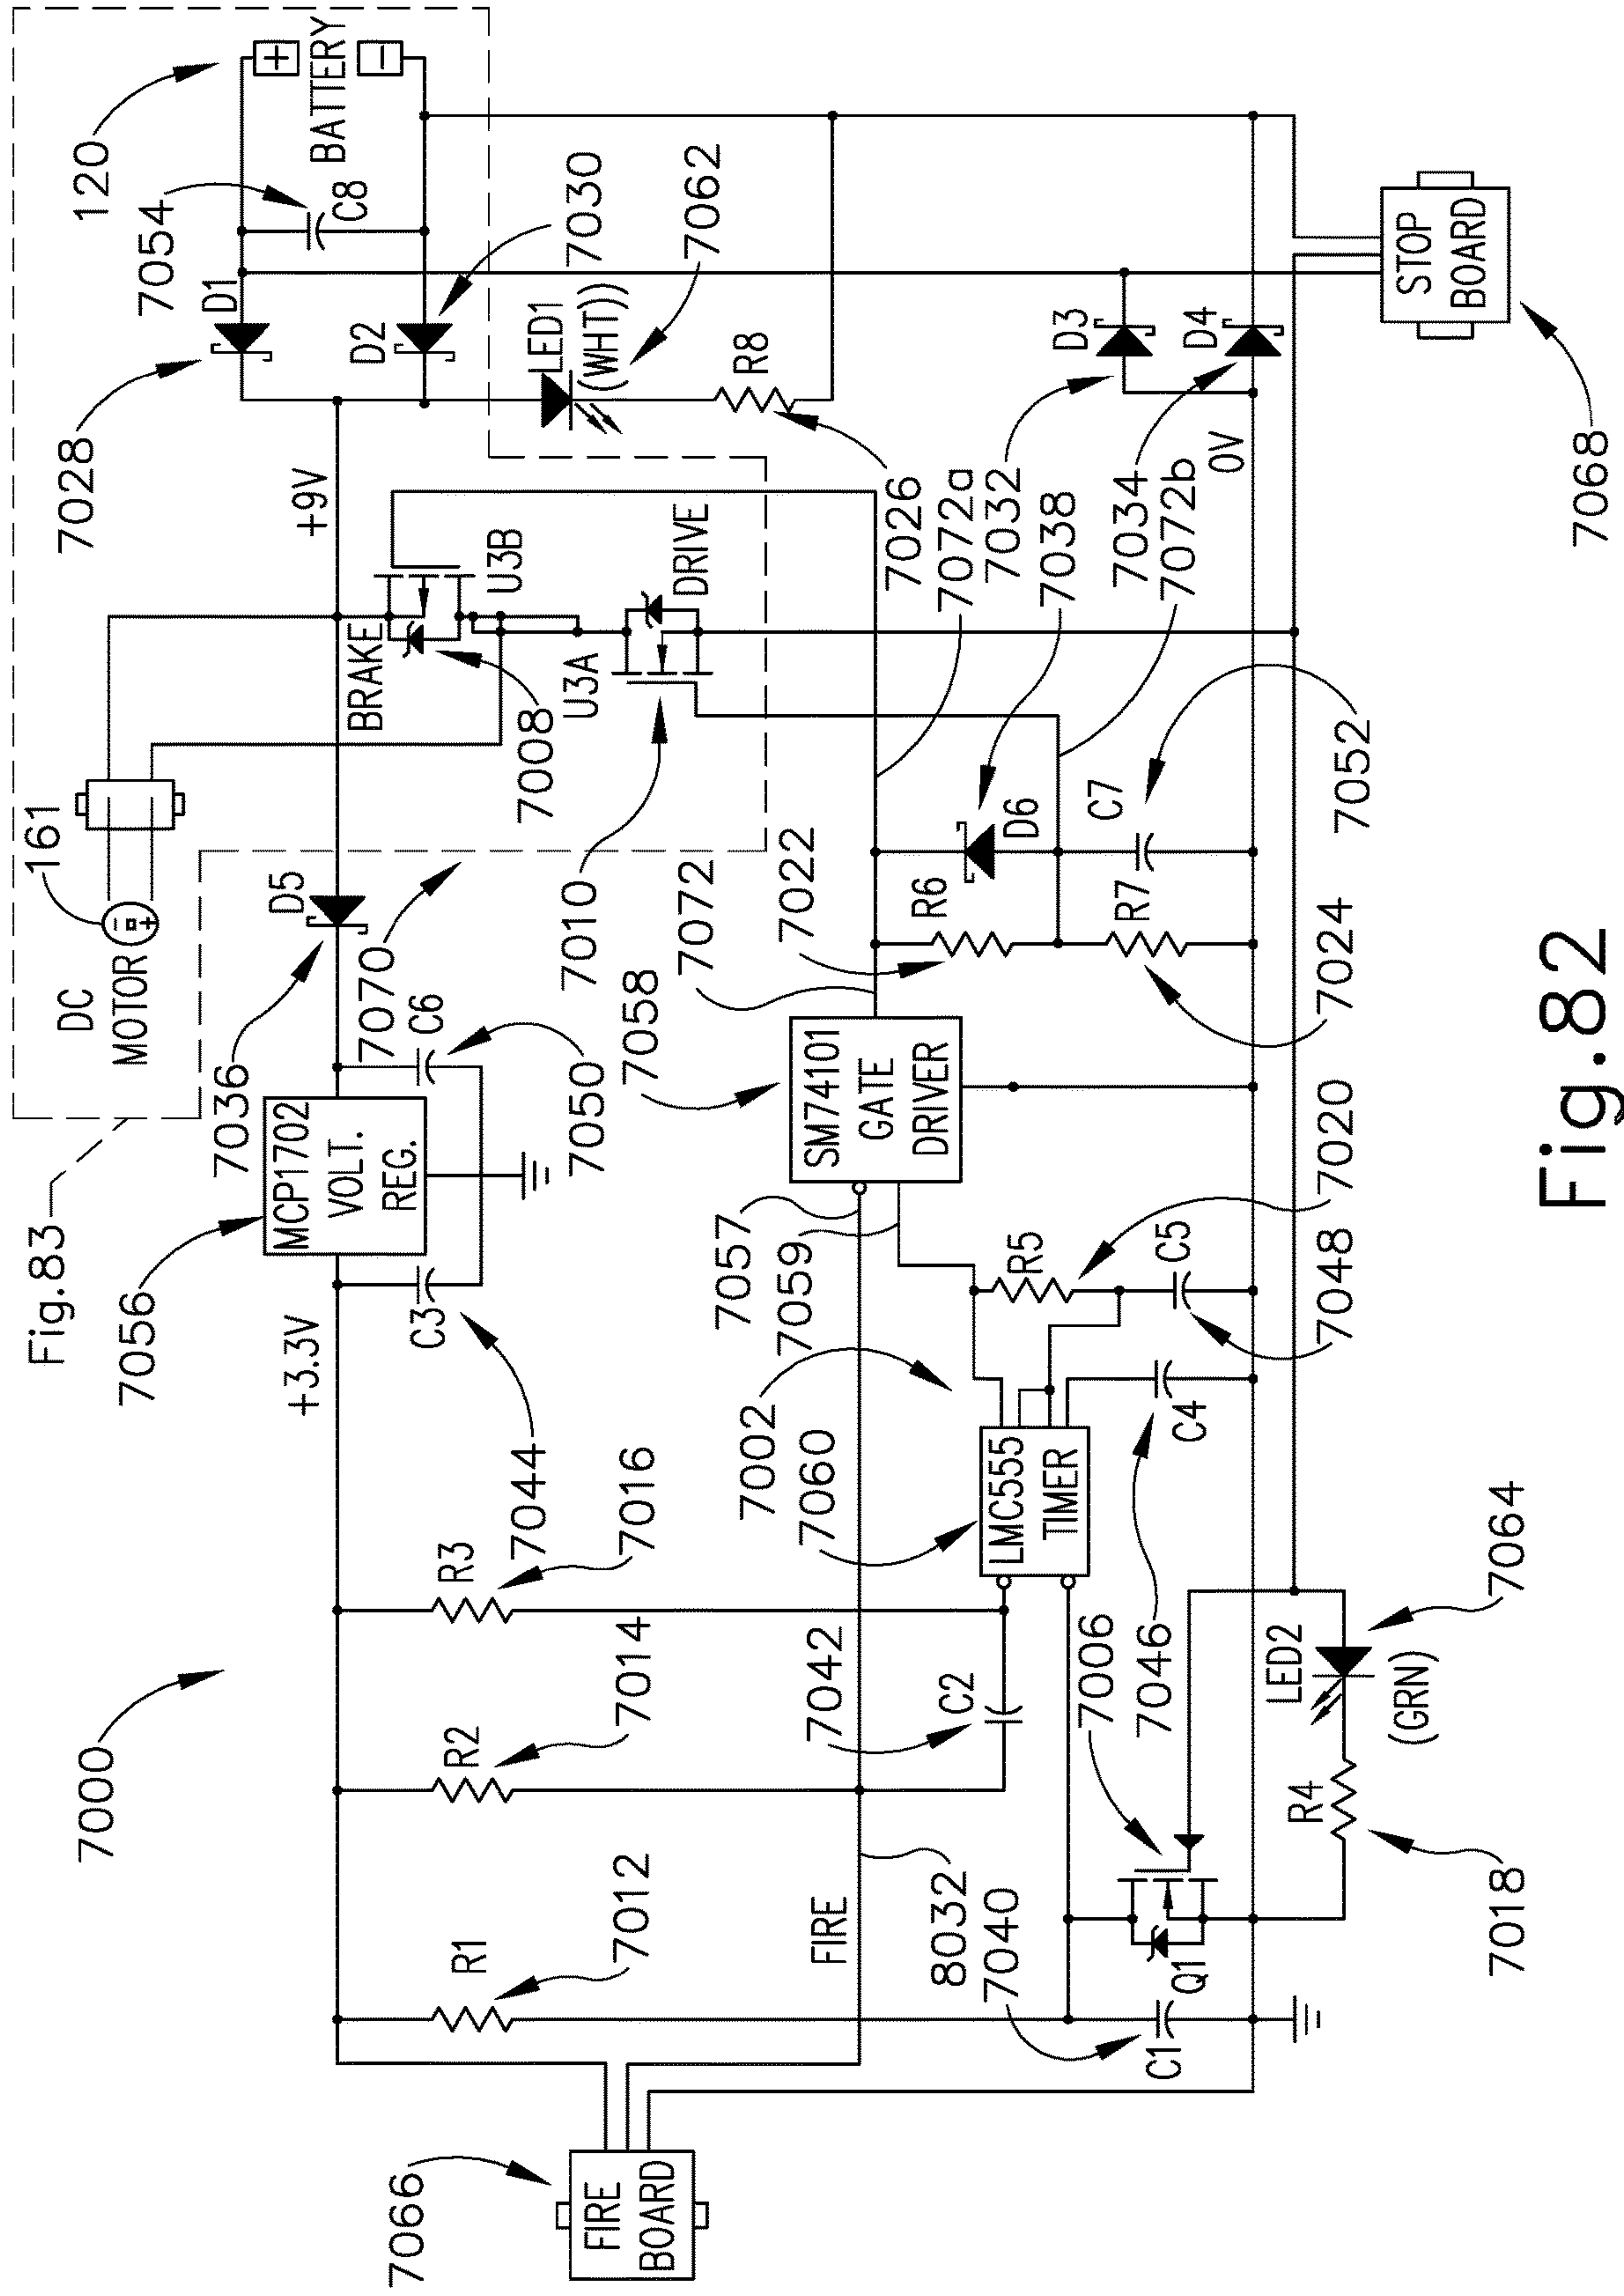 7000
Fig.83
7056
7036
7070
161
DC
MOTOR
7028
120
7054
BATTERY
+
−
C8
D1
D2
7030
+9V
+3.3V
MCP1702
VOLT.
REG.
D5
C6
7050
C3
7044
BRAKE
U3B
7008
U3A
DRIVE
7010
LED1
(WHT))
7062
R8
7026
7072a
7032
7038
7034
7072b
D3
D4
0V
7058
7072
7022
SM74101
GATE
DRIVER
R6
D6
R7
C7
7052
7024
7020
7048
7057
7059
7002
7060
R5
C5
C4
LMC555
TIMER
7016
R3
7014
R2
7012
R1
7042
C2
7006
7046
7064
LED2
(GRN)
R4
7018
FIRE
8032
7040
Q1
C1
7066
FIRE
BOARD
STOP
BOARD
7068
Fig.82